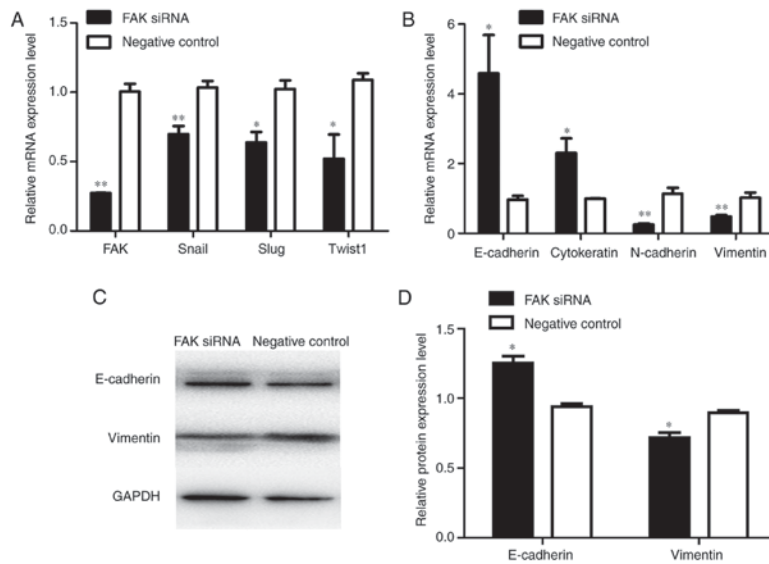 A
FAK siRNA
Negative control
Relative mRNA expression level
1.5
1.0
0.5
0.0
**
**
*
*
FAK Snail Slug Twist1
B
FAK siRNA
Negative control
Relative mRNA expression level
6
4
2
0
*
*
**
**
E-cadherin Cytokeratin N-cadherin Vimentin
C
FAK siRNA Negative control
E-cadherin
Vimentin
GAPDH
D
FAK siRNA
Negative control
Relative protein expression level
1.5
1.0
0.5
0.0
*
*
E-cadherin Vimentin